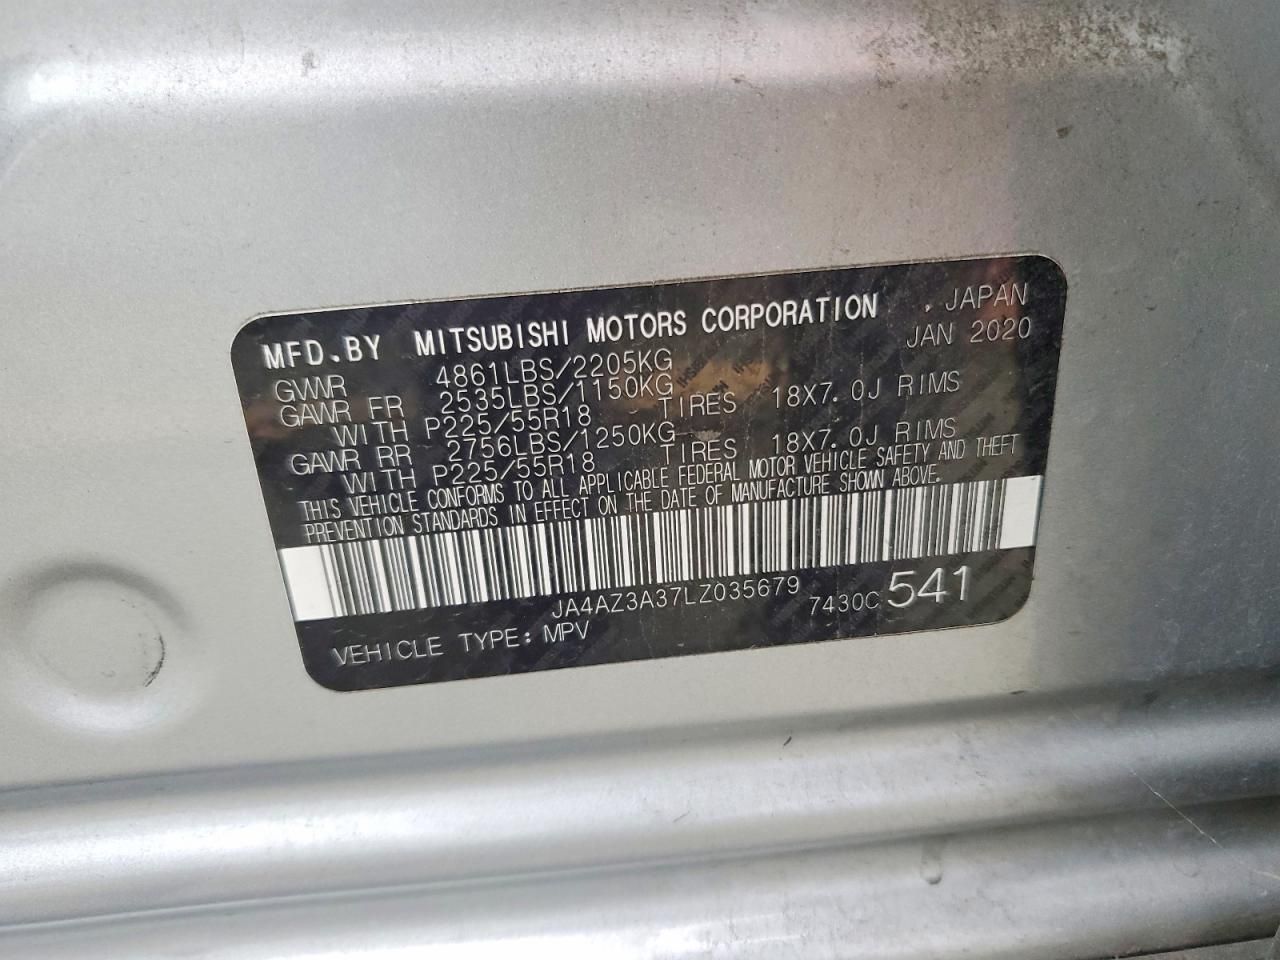 MFD.BY MITSUBISHI MOTORS CORPORATION , JAPAN
JAN 2020
GVWR 4861LBS/2205KG
GAWR FR 2535LBS/1150KG
WITH P225/55R18 TIRES 18X7.0J RIMS
GAWR RR 2756LBS/1250KG
WITH P225/55R18 TIRES 18X7.0J RIMS
THIS VEHICLE CONFORMS TO ALL APPLICABLE FEDERAL MOTOR VEHICLE SAFETY AND THEFT
PREVENTION STANDARDS IN EFFECT ON THE DATE OF MANUFACTURE SHOWN ABOVE.
JA4AZ3A37LZ035679 7430C 541
VEHICLE TYPE: MPV